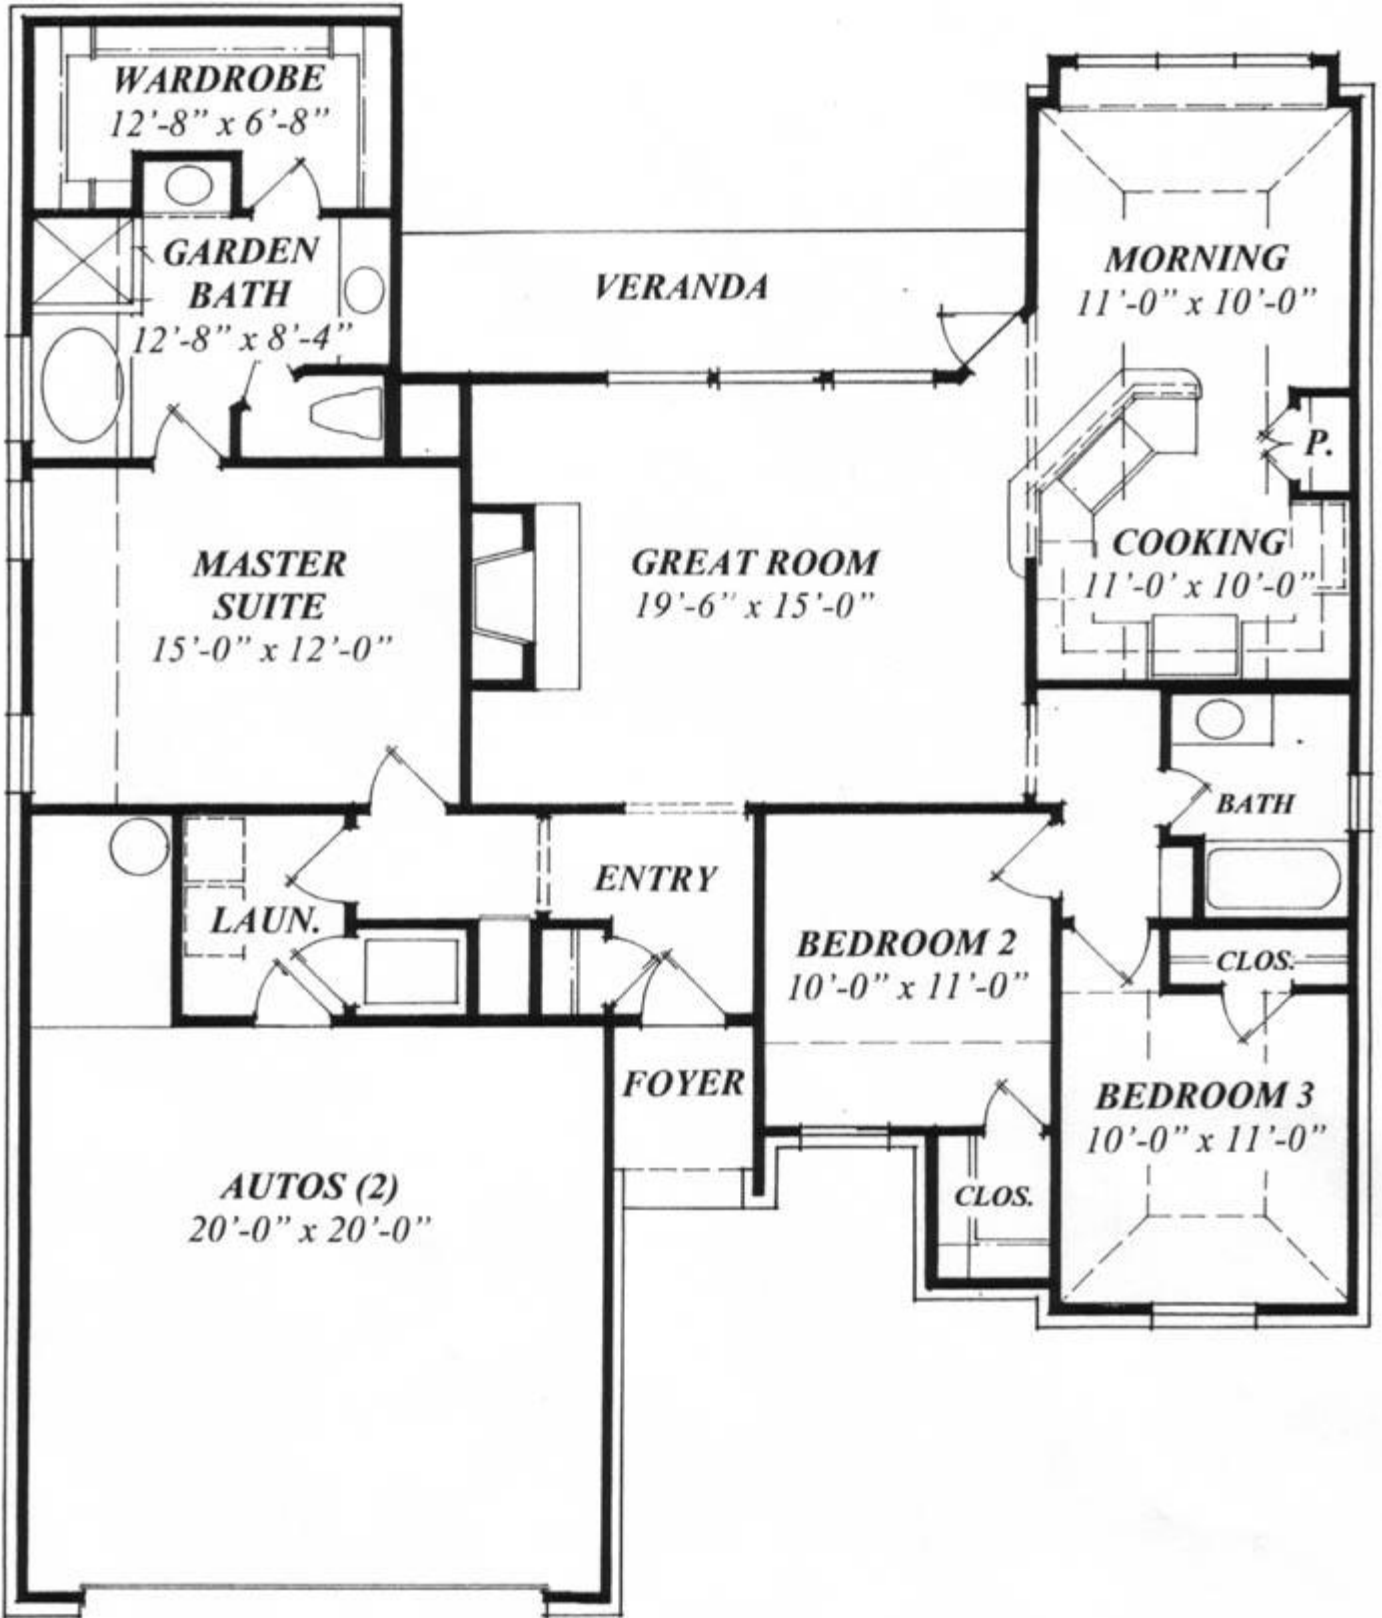 WARDROBE
12'-8" x 6'-8"
GARDEN
BATH
12'-8" x 8'-4"
VERANDA
MORNING
11'-0" x 10'-0"
P.
COOKING
11'-0' x 10'-0"
MASTER
SUITE
15'-0" x 12'-0"
GREAT ROOM
19'-6" x 15'-0"
BATH
ENTRY
LAUN.
BEDROOM 2
10'-0" x 11'-0"
CLOS.
FOYER
BEDROOM 3
10'-0" x 11'-0"
AUTOS (2)
20'-0" x 20'-0"
CLOS.